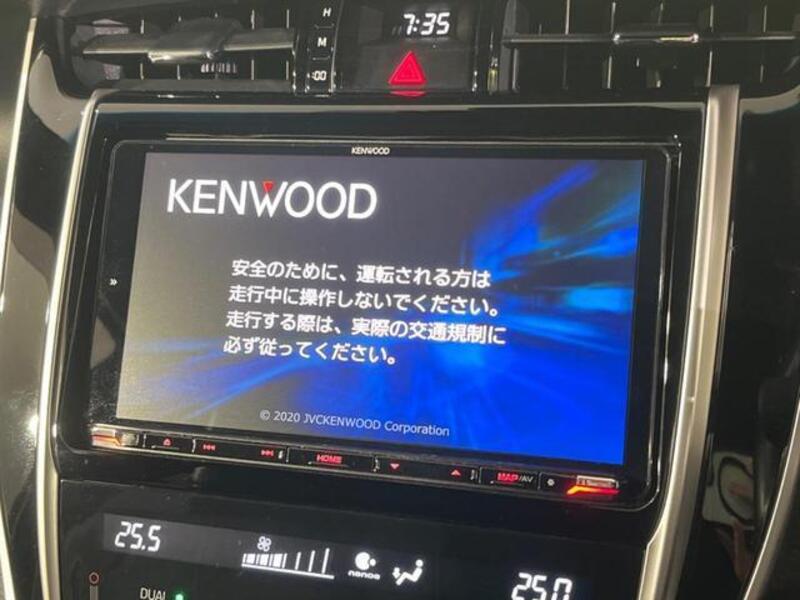 H
7:35
M
:00
KENWOOD
KENWOOD
安全のために、運転される方は
走行中に操作しないでください。
走行する際は、実際の交通規制に
必ず従ってください。
© 2020 JVCKENWOOD Corporation
HOME
MAP/AV
25.5
nanoe
25.0
DUAL